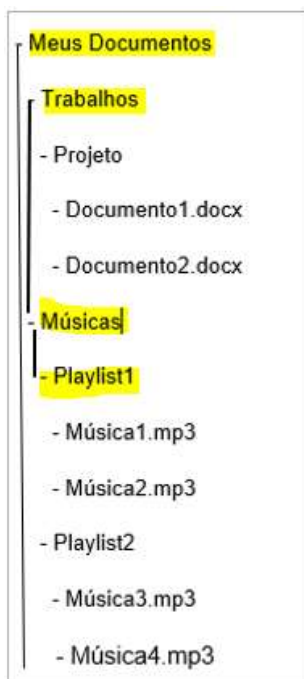 - Meus Documentos
- Trabalhos
- Projeto
- Documento1.docx
- Documento2.docx
- Músicas
- Playlist1
- Música1.mp3
- Música2.mp3
- Playlist2
- Música3.mp3
- Música4.mp3